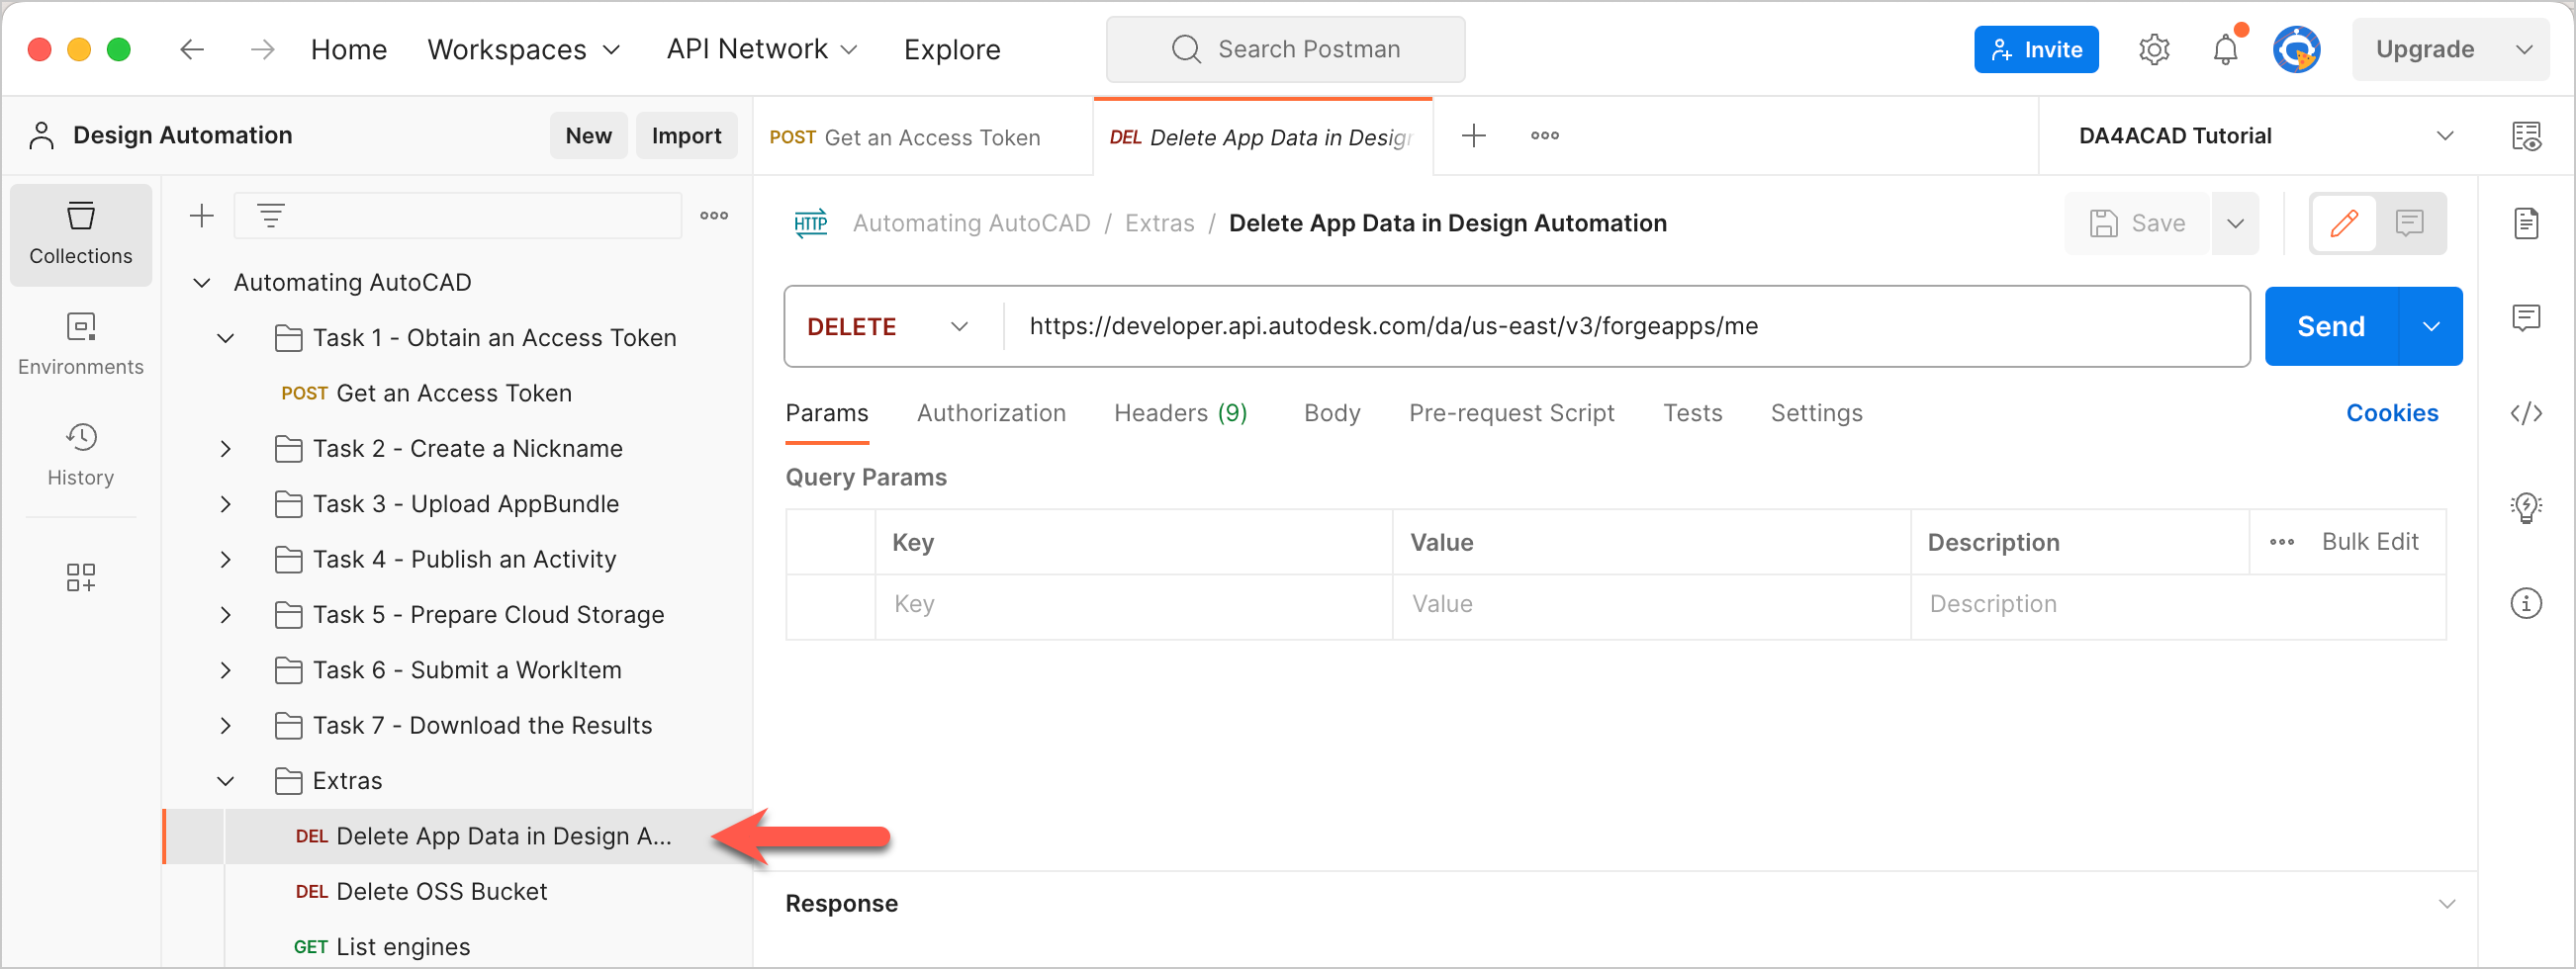 Home Workspaces API Network Explore Search Postman Invite Upgrade
Design Automation New Import POST Get an Access Token DEL Delete App Data in Desig DA4ACAD Tutorial
Collections
Environments
History
Automating AutoCAD
Task 1 - Obtain an Access Token
POST Get an Access Token
Task 2 - Create a Nickname
Task 3 - Upload AppBundle
Task 4 - Publish an Activity
Task 5 - Prepare Cloud Storage
Task 6 - Submit a WorkItem
Task 7 - Download the Results
Extras
DEL Delete App Data in Design A...
DEL Delete OSS Bucket
GET List engines
HTTP Automating AutoCAD / Extras / Delete App Data in Design Automation Save
DELETE https://developer.api.autodesk.com/da/us-east/v3/forgeapps/me Send
Params Authorization Headers (9) Body Pre-request Script Tests Settings Cookies
Query Params
Key Value Description Bulk Edit
Key Value Description
Response